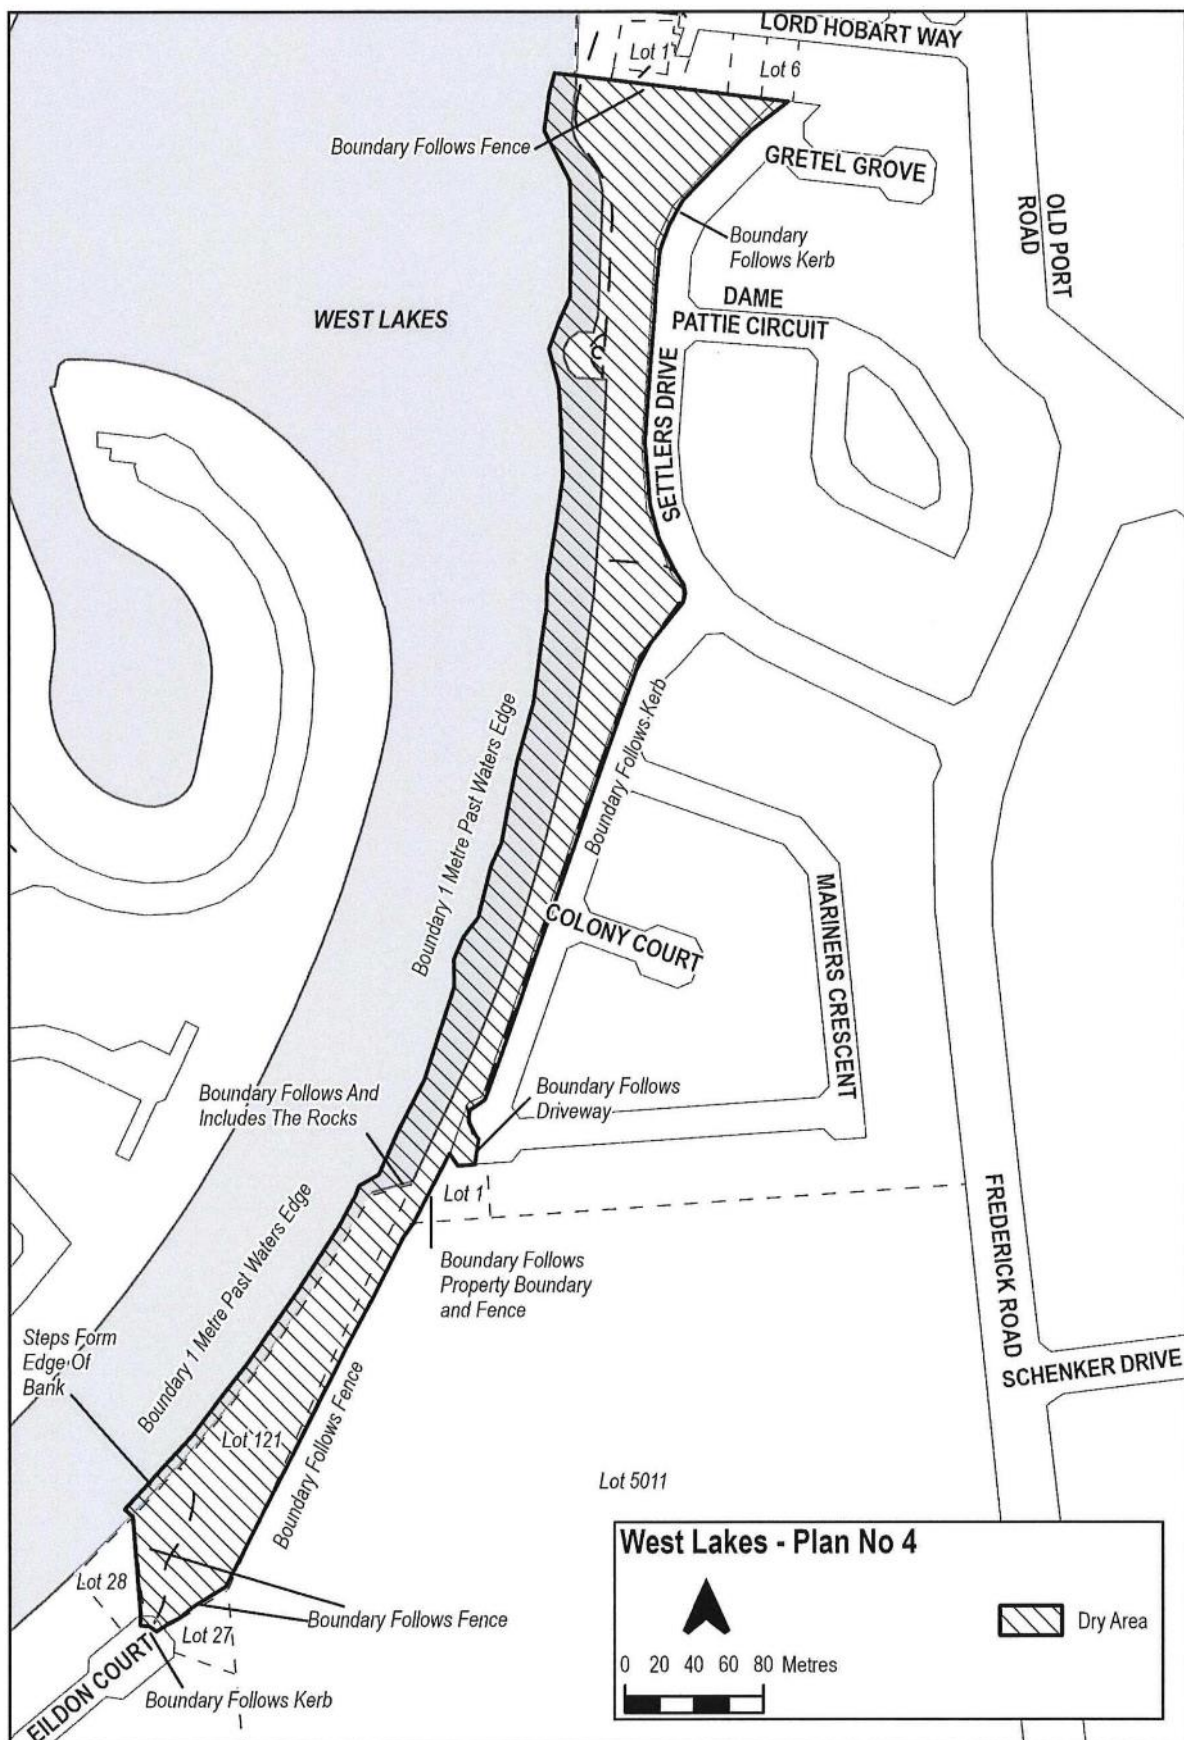 LORD HOBART WAY
Lot 1
Lot 6
Boundary Follows Fence
GRETEL GROVE
OLD PORT
ROAD
Boundary
Follows Kerb
DAME
PATTIE CIRCUIT
WEST LAKES
SETTLERS DRIVE
Boundary Follows Kerb
Boundary 1 Metre Past Waters Edge
COLONY COURT
MARINERS CRESCENT
Boundary Follows And
Includes The Rocks
Boundary Follows
Driveway
Lot 1
Boundary 1 Metre Past Waters Edge
FREDERICK ROAD
Boundary Follows
Property Boundary
and Fence
Steps Form
Edge Of
Bank
SCHENKER DRIVE
Lot 121
Boundary Follows Fence
Lot 5011
Lot 28
Boundary Follows Fence
Lot 27
EILDON COURT
Boundary Follows Kerb
West Lakes - Plan No 4
Dry Area
0 20 40 60 80 Metres